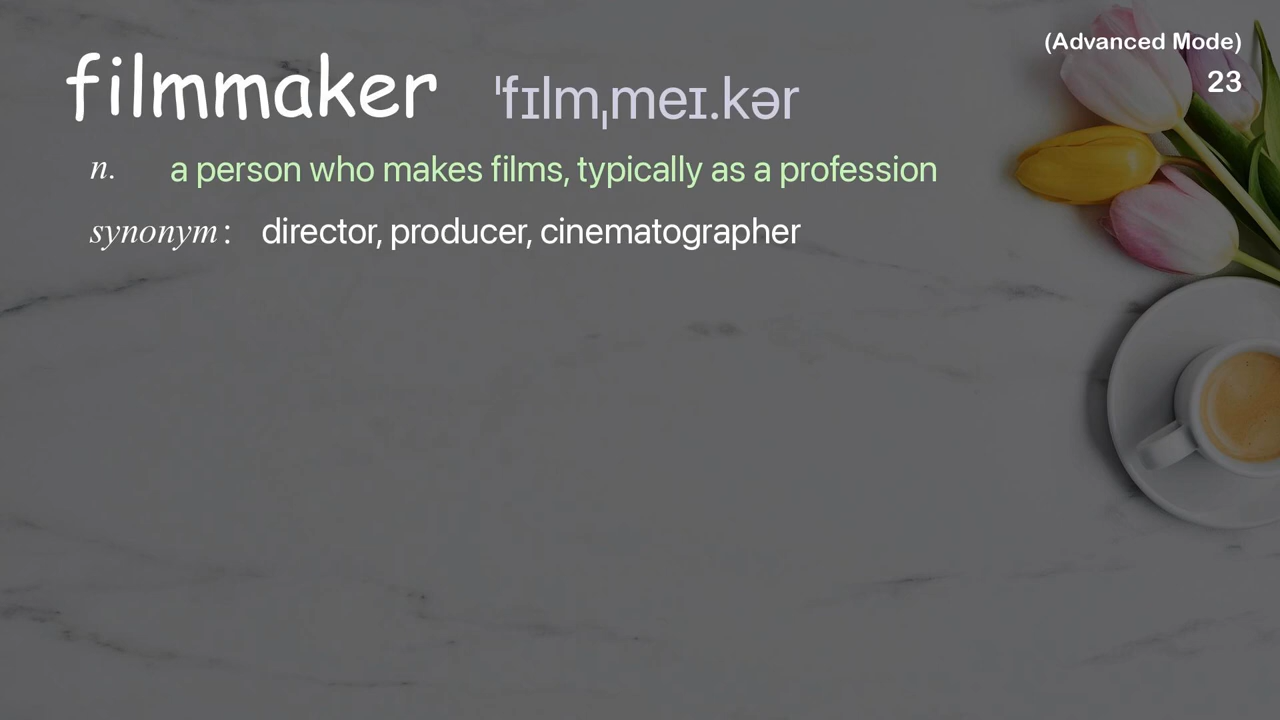 (Advanced Mode)
23
filmmaker ˈfɪlmˌmeɪ.kər
n. a person who makes films, typically as a profession
synonym: director, producer, cinematographer